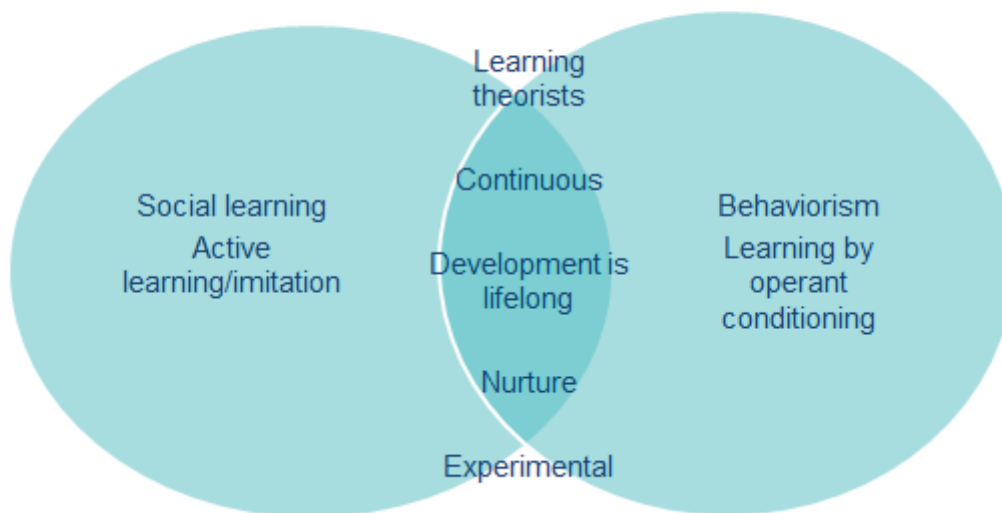 Learning
theorists
Continuous
Social learning
Active
learning/imitation
Development is
lifelong
Nurture
Experimental
Behaviorism
Learning by
operant
conditioning